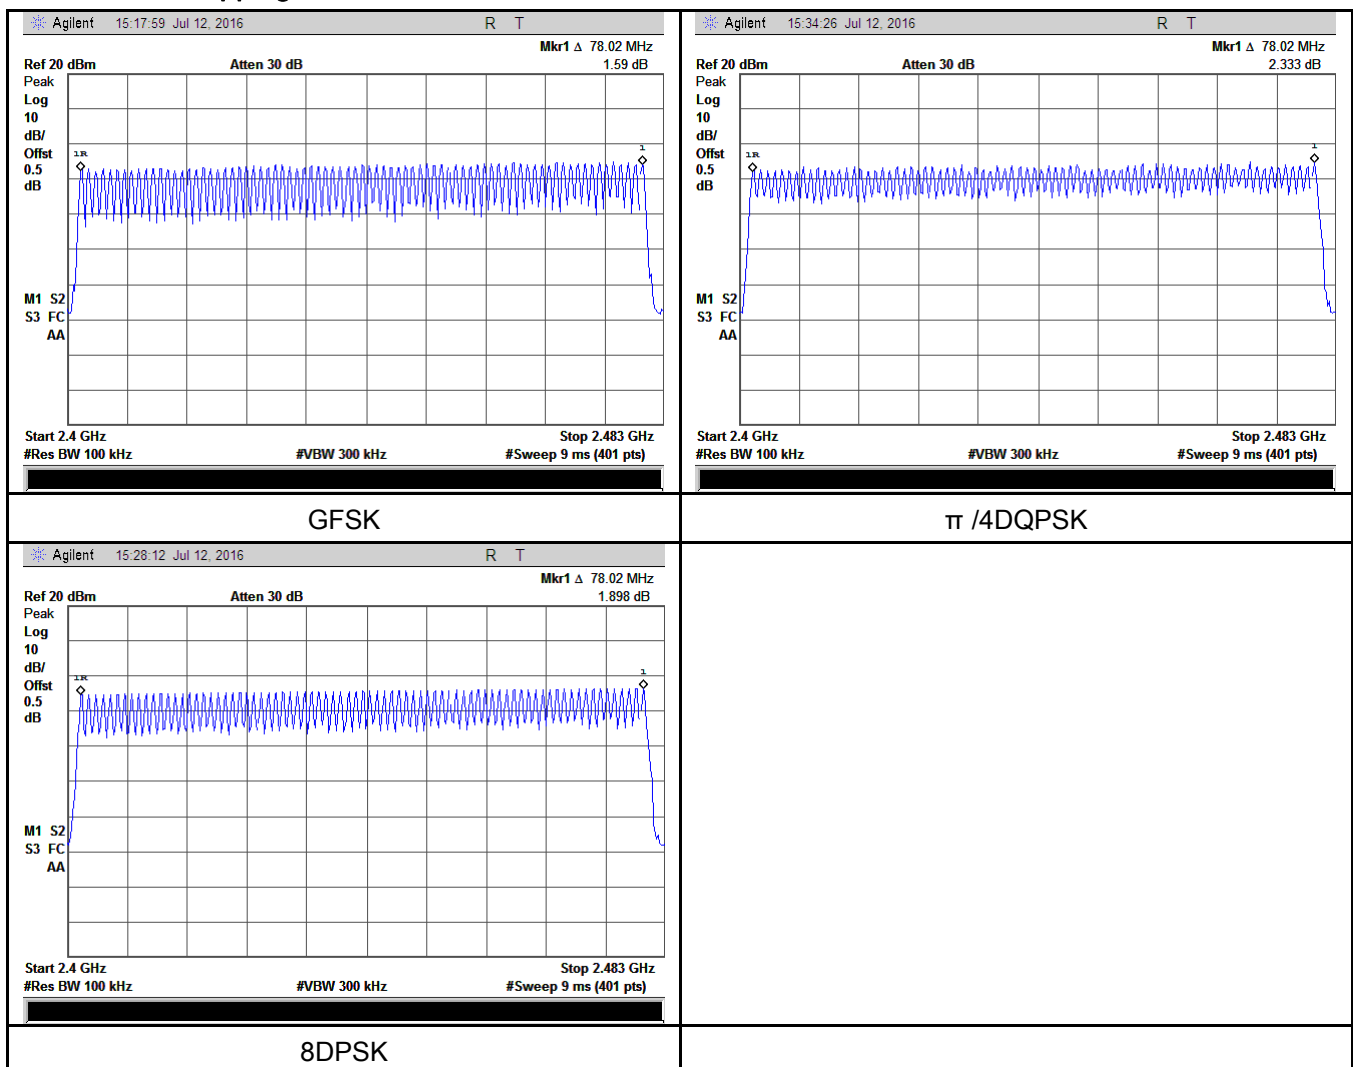 Agilent 15:17:59 Jul 12, 2016 R T
Mkr1 Δ 78.02 MHz
Ref 20 dBm Atten 30 dB 1.59 dB
Peak
Log
10
dB/
Offst
0.5
dB
1R
1
M1 S2
S3 FC
AA
Start 2.4 GHz Stop 2.483 GHz
#Res BW 100 kHz #VBW 300 kHz #Sweep 9 ms (401 pts)
GFSK
Agilent 15:34:26 Jul 12, 2016 R T
Mkr1 Δ 78.02 MHz
Ref 20 dBm Atten 30 dB 2.333 dB
Peak
Log
10
dB/
Offst
0.5
dB
1R
1
M1 S2
S3 FC
AA
Start 2.4 GHz Stop 2.483 GHz
#Res BW 100 kHz #VBW 300 kHz #Sweep 9 ms (401 pts)
π /4DQPSK
Agilent 15:28:12 Jul 12, 2016 R T
Mkr1 Δ 78.02 MHz
Ref 20 dBm Atten 30 dB 1.898 dB
Peak
Log
10
dB/
Offst
0.5
dB
1R
1
M1 S2
S3 FC
AA
Start 2.4 GHz Stop 2.483 GHz
#Res BW 100 kHz #VBW 300 kHz #Sweep 9 ms (401 pts)
8DPSK